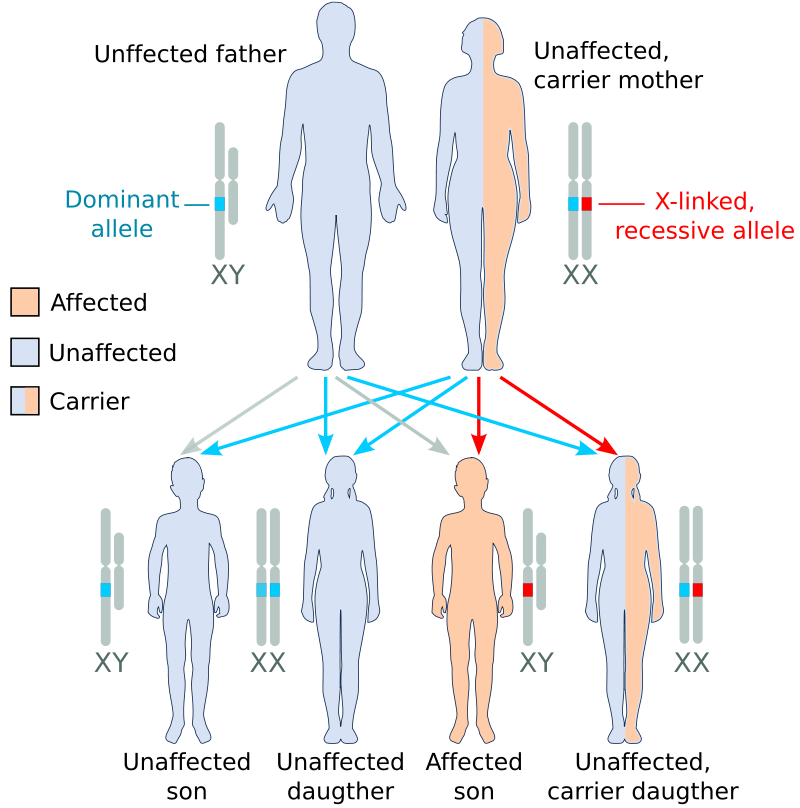 Unffected father
Unaffected,
carrier mother
Dominant
allele
X-linked,
recessive allele
XY
XX
Affected
Unaffected
Carrier
XY
XX
XY
XX
Unaffected
son
Unaffected
daugther
Affected
son
Unaffected,
carrier daugther